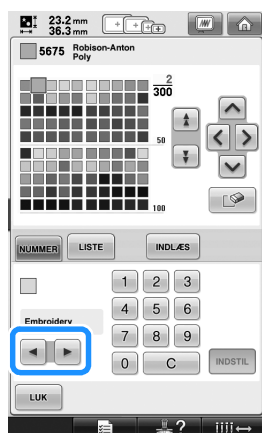 23.2 mm
36.3 mm
5675 Robison-Anton
Poly
2
300
50
100
NUMMER LISTE INDLÆS
1 2 3
Embroidery
4 5 6
7 8 9
0 C INDSTIL
LUK
?